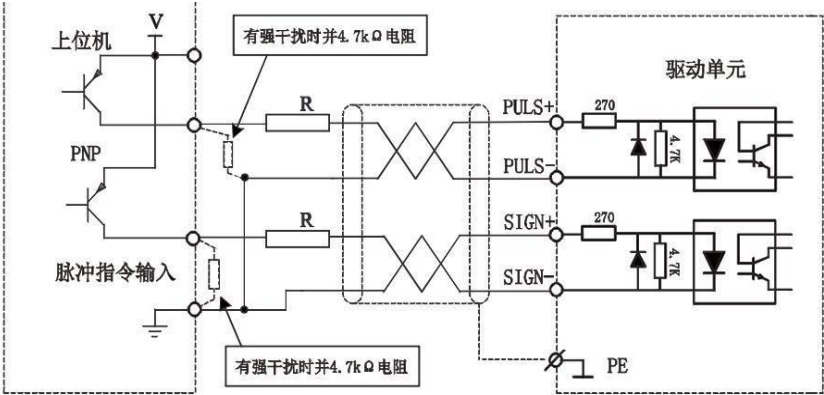 V
上位机
有强干扰时并4.7kΩ电阻
驱动单元
R
PULS+
270
4.7K
PNP
PULS-
R
SIGN+
270
4.7K
脉冲指令输入
SIGN-
有强干扰时并4.7kΩ电阻
PE